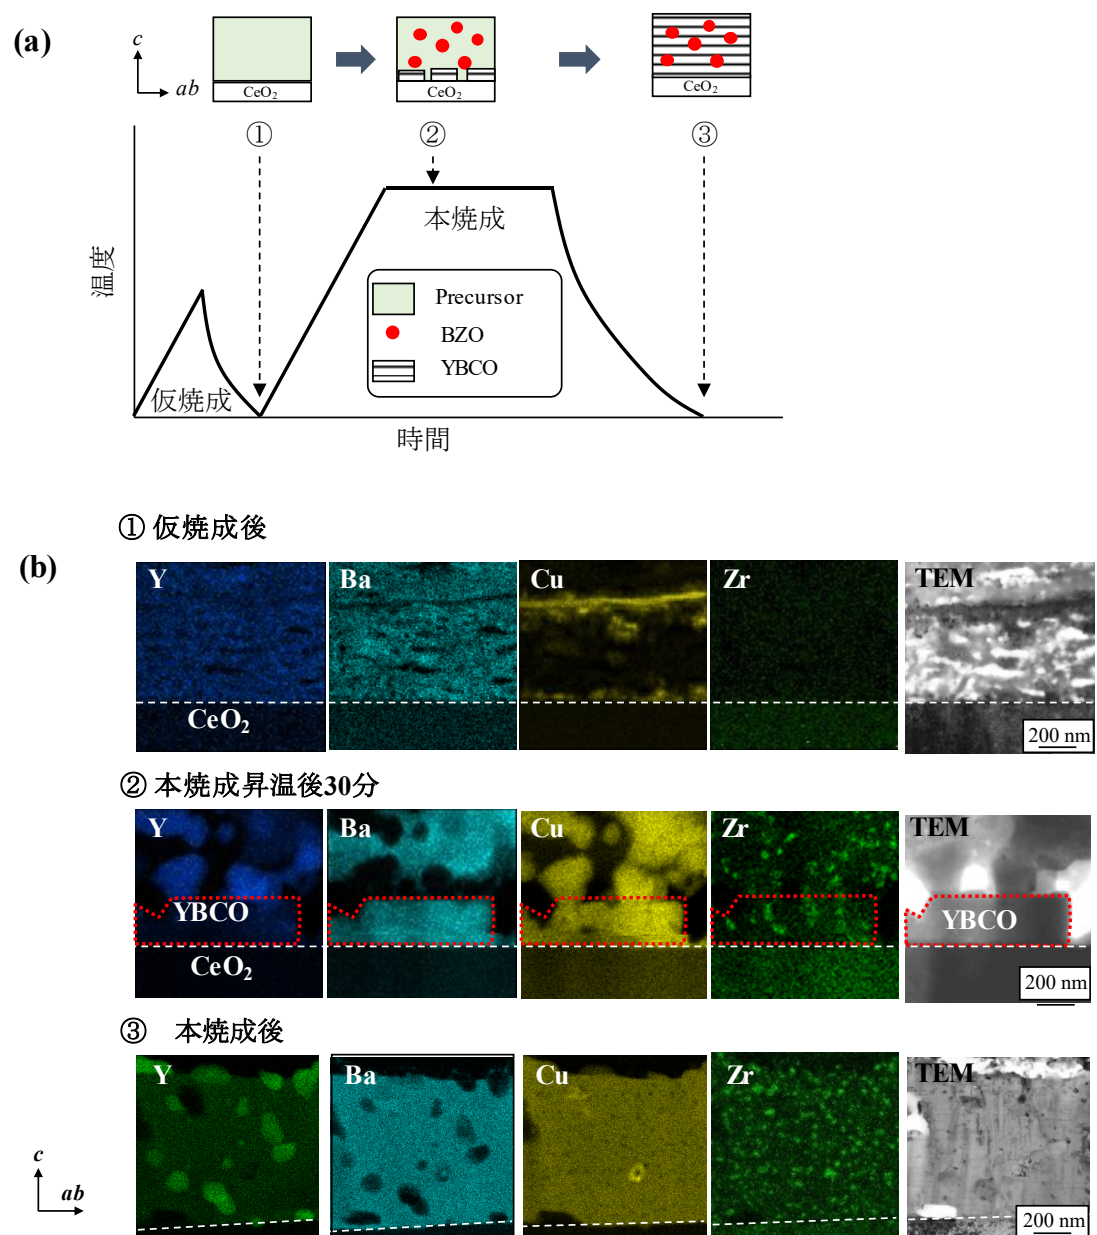 (a)
c
ab
CeO₂
CeO₂
CeO₂
①
②
③
温度
本焼成
Precursor
BZO
YBCO
仮焼成
時間
① 仮焼成後
(b)
Y
Ba
Cu
Zr
TEM
CeO₂
200 nm
② 本焼成昇温後30分
Y
Ba
Cu
Zr
TEM
YBCO
YBCO
CeO₂
200 nm
③ 本焼成後
Y
Ba
Cu
Zr
TEM
c
ab
200 nm